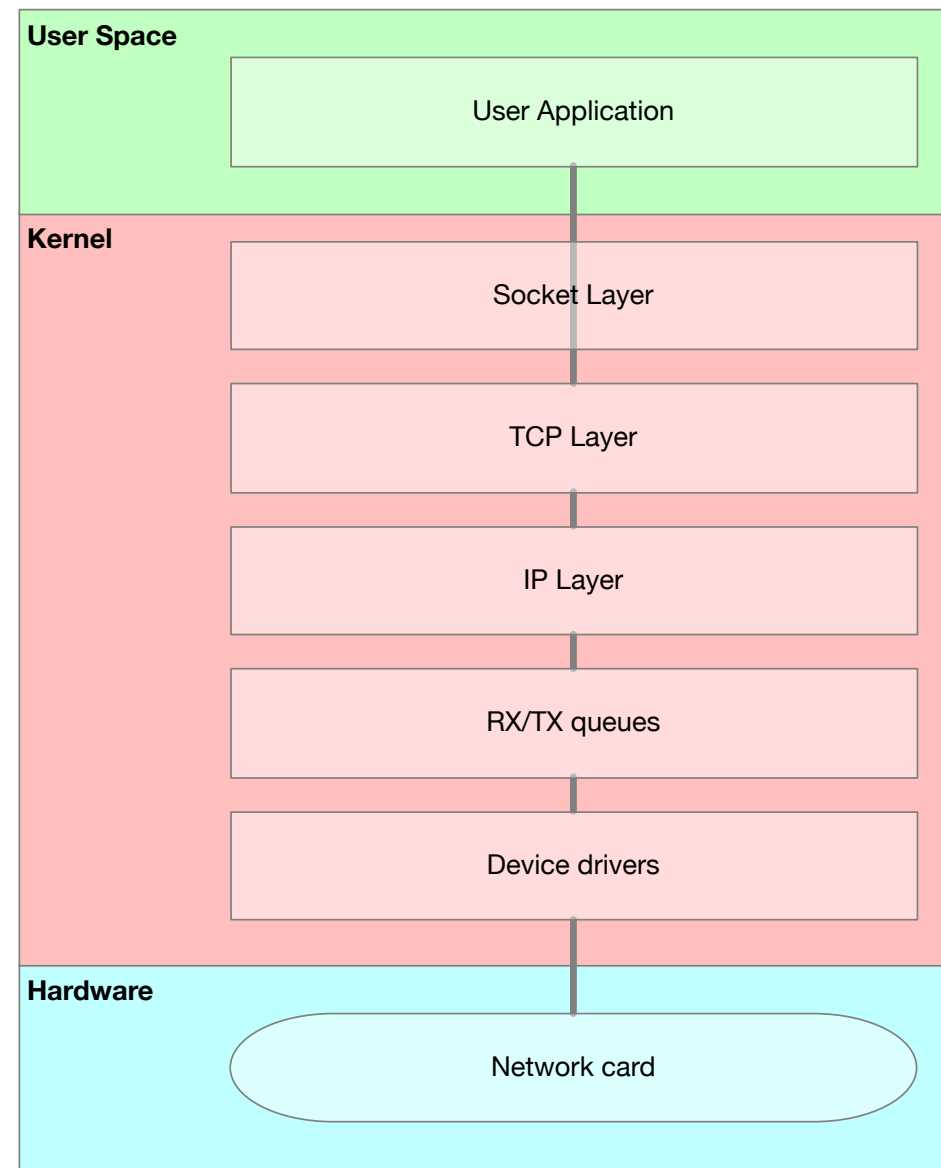 User Space
User Application
Kernel
Socket Layer
TCP Layer
IP Layer
RX/TX queues
Device drivers
Hardware
Network card